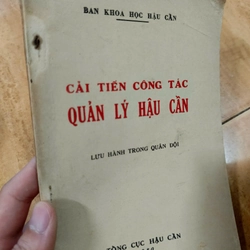 BAN KHOA HỌC HẬU CẦN
CẢI TIẾN CÔNG TÁC
QUẢN LÝ HẬU CẦN
LƯU HÀNH TRONG QUÂN ĐỘI
TỔNG CỤC HẬU CẦN